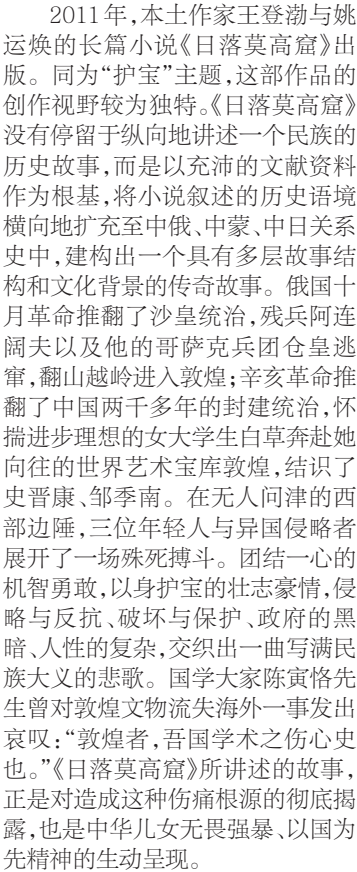 2011年，本土作家王登渤与姚
运焕的长篇小说《日落莫高窟》出
版。同为“护宝”主题，这部作品的
创作视野较为独特。《日落莫高窟》
没有停留于纵向地讲述一个民族的
历史故事，而是以充沛的文献资料
作为根基，将小说叙述的历史语境
横向地扩充至中俄、中蒙、中日关系
史中，建构出一个具有多层故事结
构和文化背景的传奇故事。俄国十
月革命推翻了沙皇统治，残兵阿连
阔夫以及他的哥萨克兵团仓皇逃
窜，翻山越岭进入敦煌；辛亥革命推
翻了中国两千多年的封建统治，怀
揣进步理想的女大学生白草奔赴她
向往的世界艺术宝库敦煌，结识了
史晋康、邹季南。在无人问津的西
部边陲，三位年轻人与异国侵略者
展开了一场殊死搏斗。团结一心的
机智勇敢，以身护宝的壮志豪情，侵
略与反抗、破坏与保护、政府的黑
暗、人性的复杂，交织出一曲写满民
族大义的悲歌。国学大家陈寅恪先
生曾对敦煌文物流失海外一事发出
哀叹：“敦煌者，吾国学术之伤心史
也。”《日落莫高窟》所讲述的故事，
正是对造成这种伤痛根源的彻底揭
露，也是中华儿女无畏强暴、以国为
先精神的生动呈现。